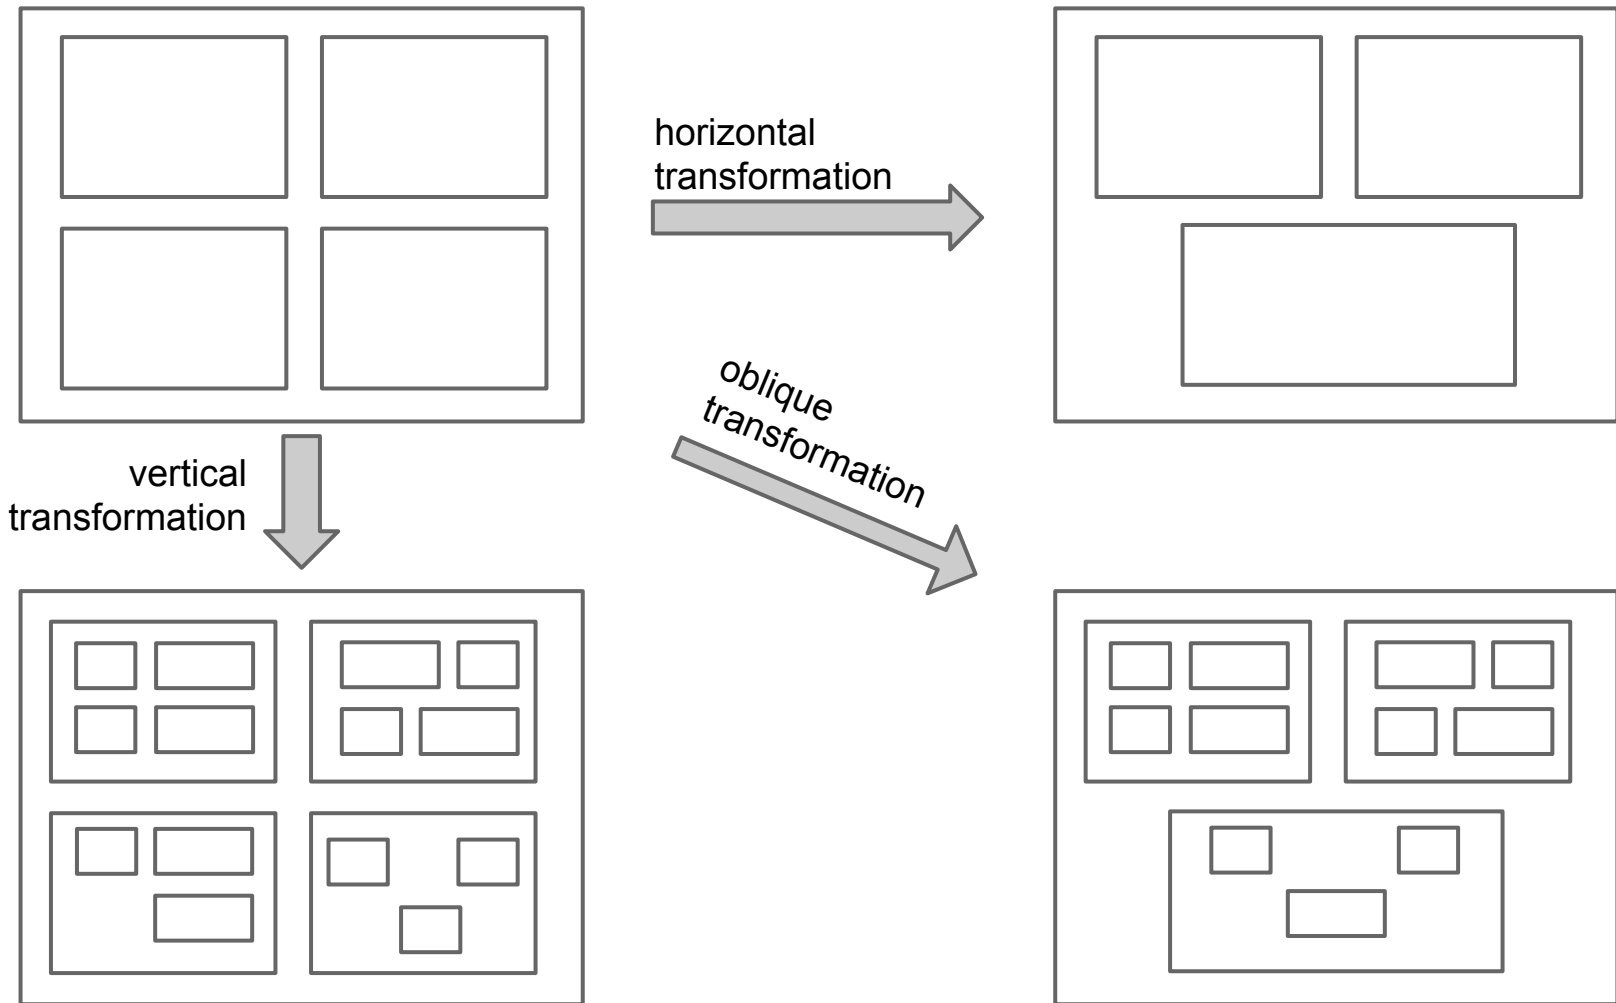 horizontal
transformation
oblique
transformation
vertical
transformation